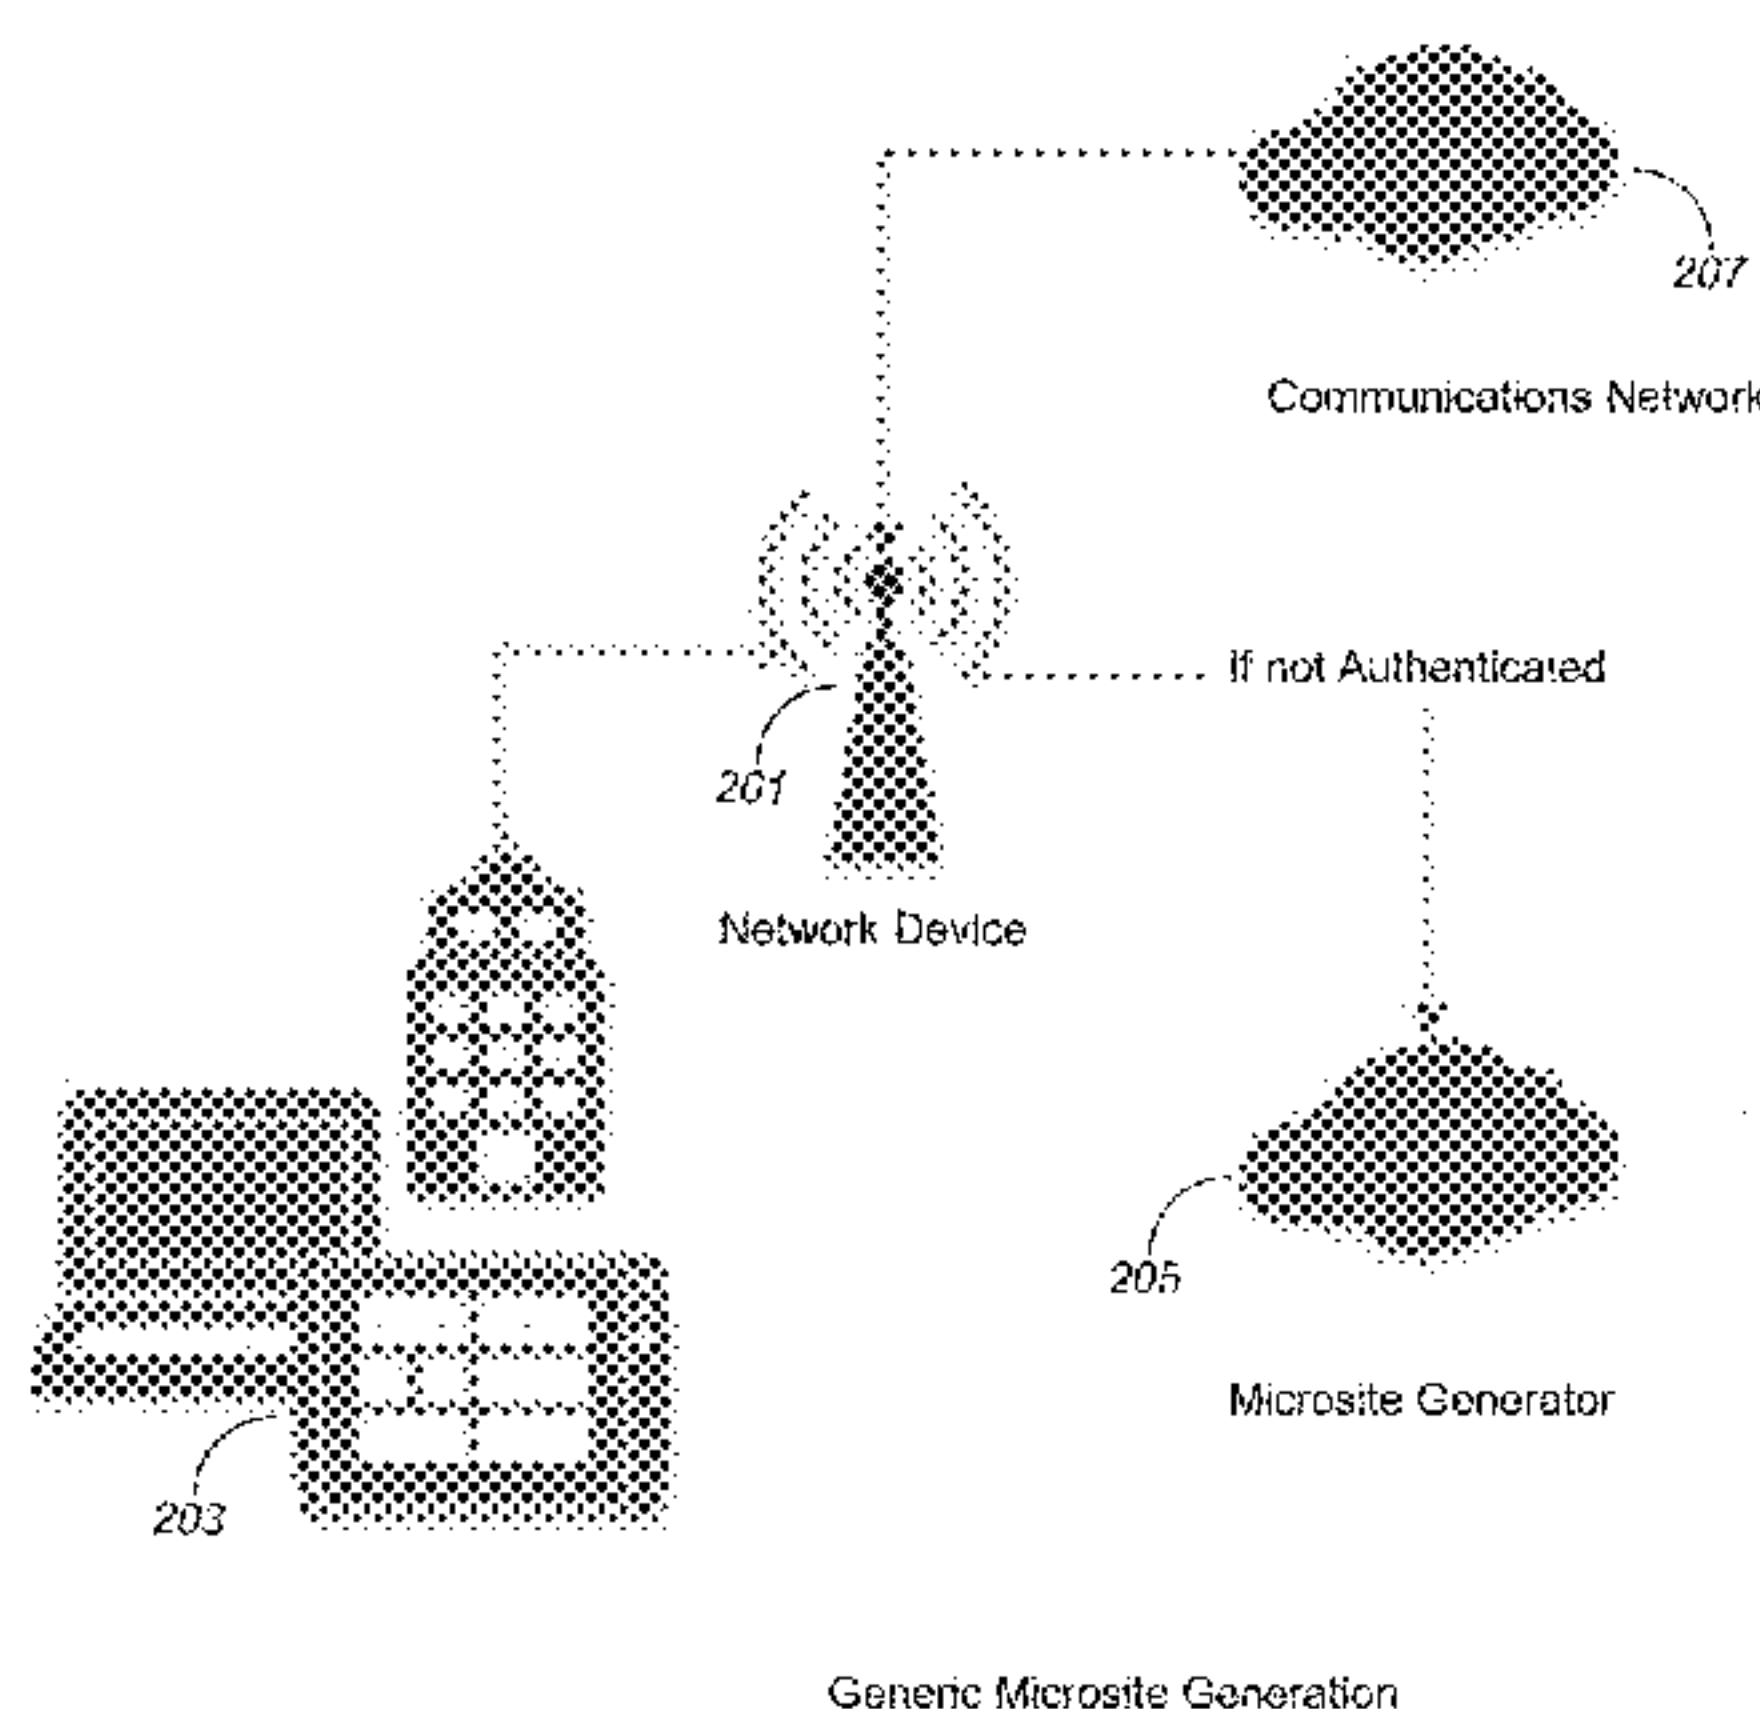 207
Communications Network
If not Authenticated
201
Network Device
205
Microsite Generator
203
Generic Microsite Generation